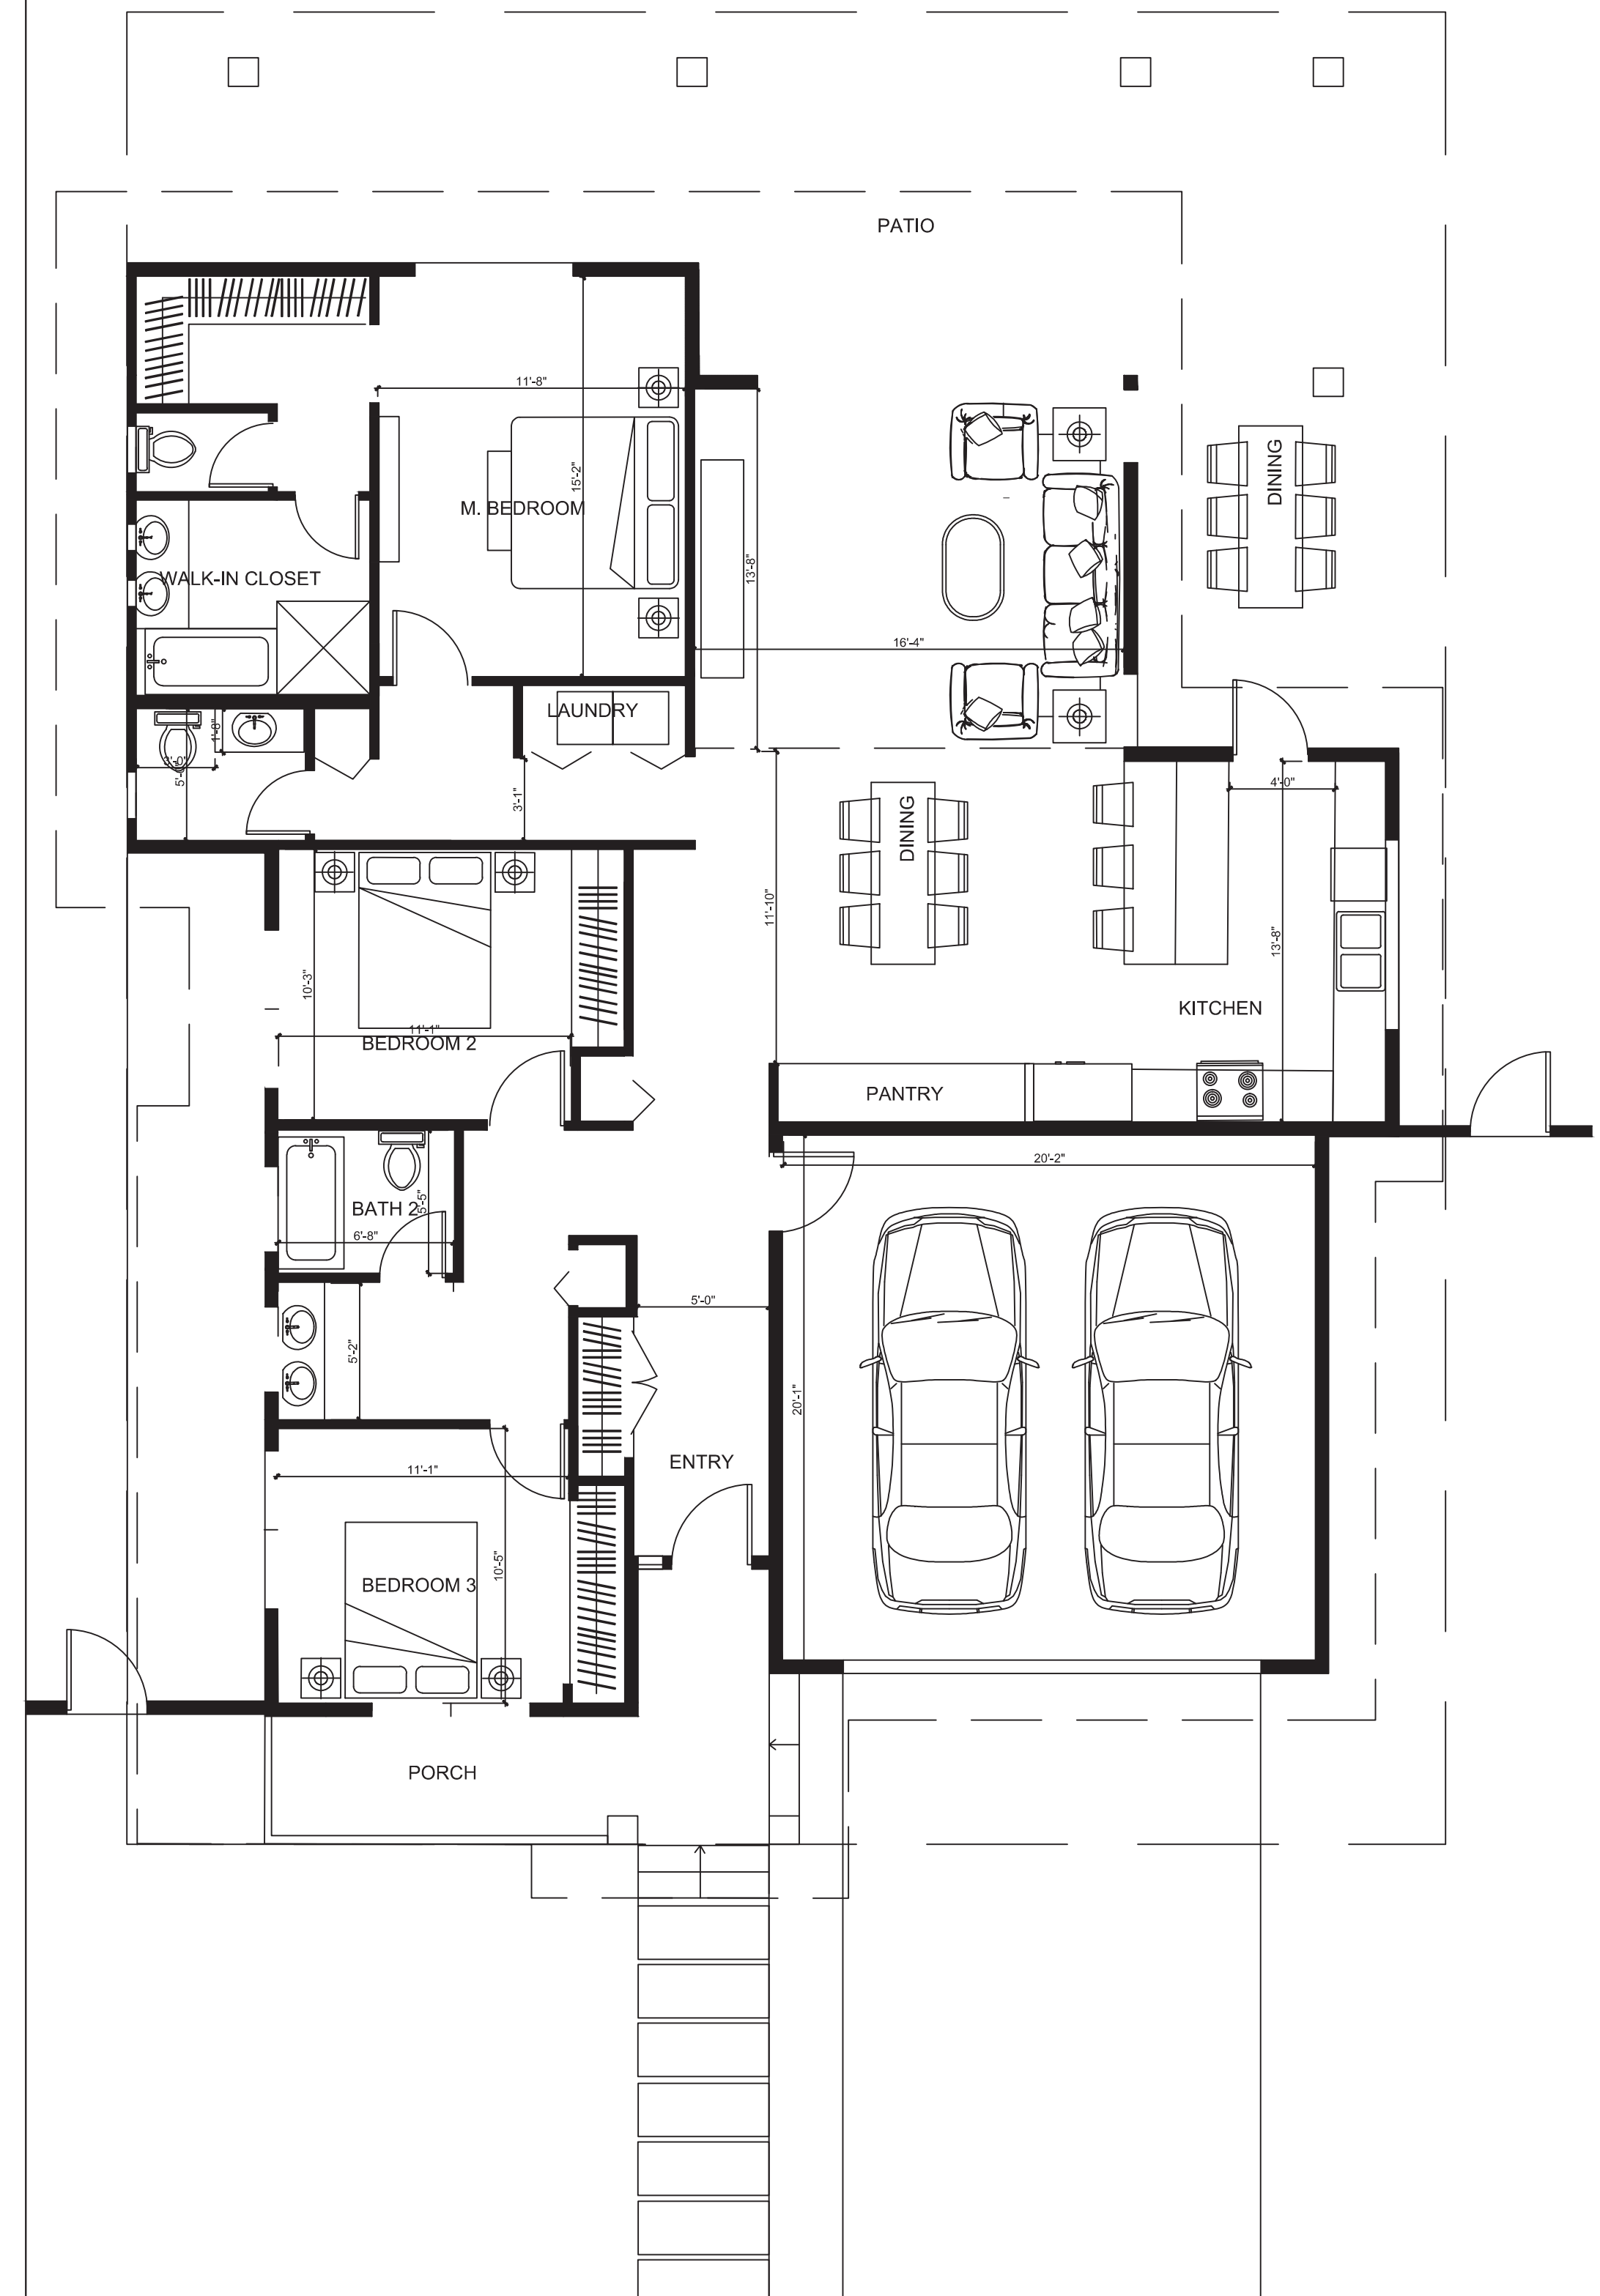 PATIO
11'-8"
15'-2"
M. BEDROOM
DINING
13'-8"
WALK-IN CLOSET
16'-4"
LAUNDRY
1'-8"
3'-0"
5'-0"
3'-1"
4'-0"
DINING
11'-10"
13'-8"
10'-3"
KITCHEN
11'-1"
BEDROOM 2
PANTRY
20'-2"
BATH 2
5'-5"
6'-8"
5'-0"
5'-2"
20'-1"
ENTRY
11'-1"
10'-5"
BEDROOM 3
PORCH